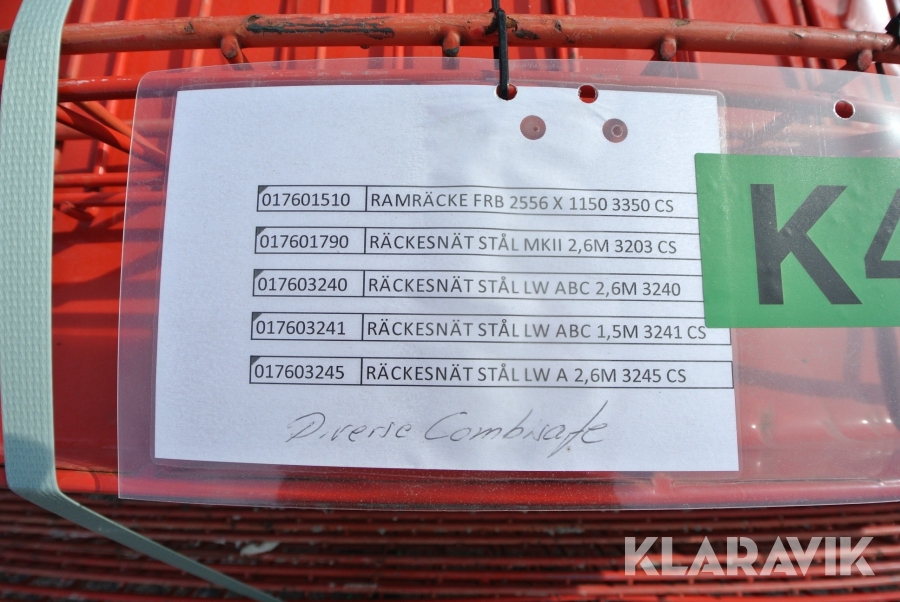 017601510 RAMRÄCKE FRB 2556 X 1150 3350 CS
K4
017601790 RÄCKESNÄT STÅL MKII 2,6M 3203 CS
017603240 RÄCKESNÄT STÅL LW ABC 2,6M 3240
017603241 RÄCKESNÄT STÅL LW ABC 1,5M 3241 CS
017603245 RÄCKESNÄT STÅL LW A 2,6M 3245 CS
Diverse Combisafe
KLARAVIK